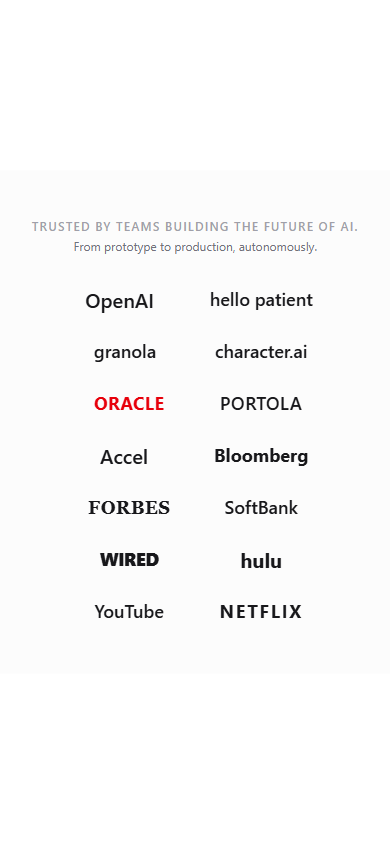 TRUSTED BY TEAMS BUILDING THE FUTURE OF AI.
From prototype to production, autonomously.
OpenAI hello patient
granola character.ai
ORACLE PORTOLA
Accel Bloomberg
FORBES SoftBank
WIRED hulu
YouTube NETFLIX